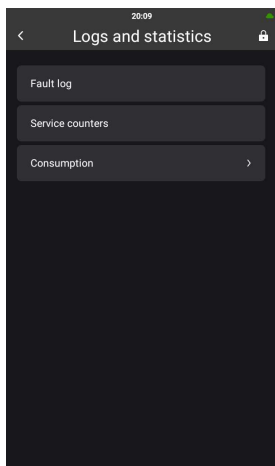 20:09
Logs and statistics
Fault log
Service counters
Consumption